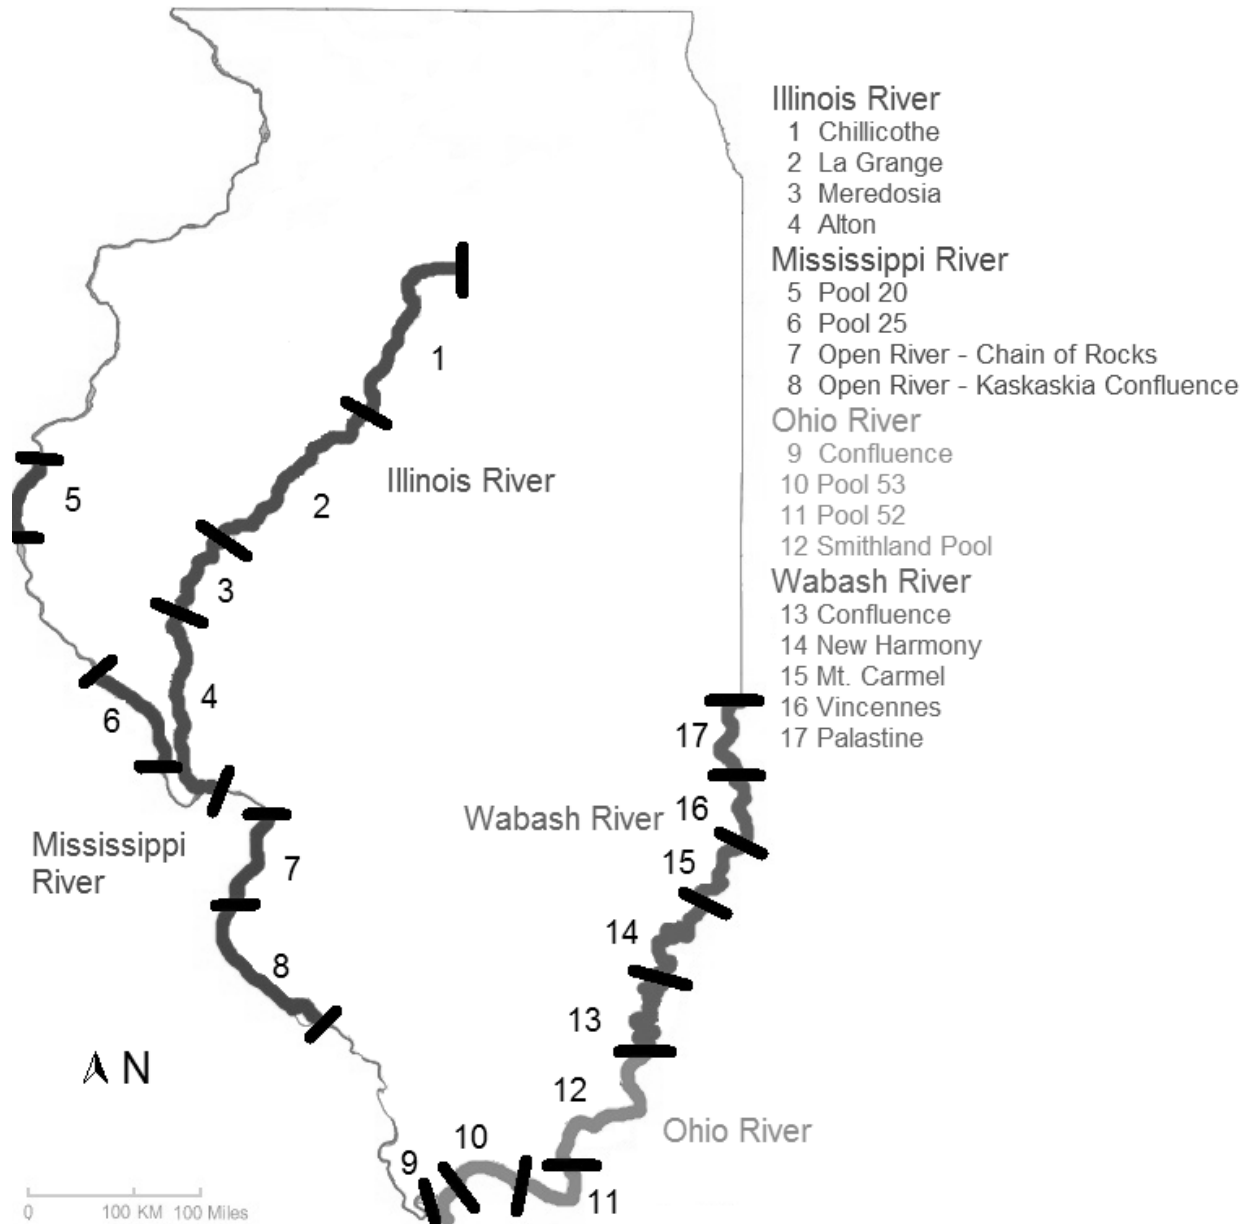 Illinois River
1 Chillicothe
2 La Grange
3 Meredosia
4 Alton
Mississippi River
5 Pool 20
6 Pool 25
7 Open River - Chain of Rocks
8 Open River - Kaskaskia Confluence
Ohio River
9 Confluence
10 Pool 53
11 Pool 52
12 Smithland Pool
Wabash River
13 Confluence
14 New Harmony
15 Mt. Carmel
16 Vincennes
17 Palastine
1
Illinois River
2
5
3
4
6
17
16
Wabash River
Mississippi
River
7
15
14
8
13
N
12
Ohio River
10
9
11
0 100 KM 100 Miles